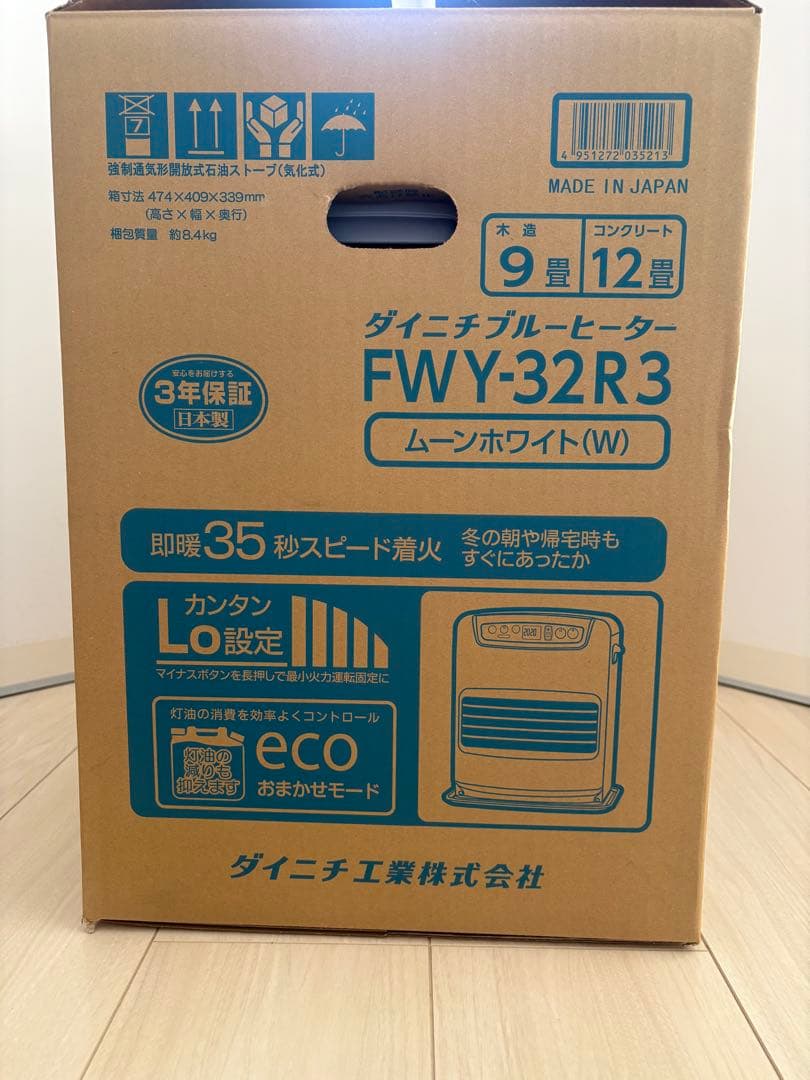 7
強制通気形開放式石油ストーブ(気化式)
箱寸法 474×409×339mm
(高さ×幅×奥行)
梱包質量 約8.4kg
4 951272 035213
MADE IN JAPAN
木造
9畳
コンクリート
12畳
ダイニチブルーヒーター
FWY-32R3
ムーンホワイト(W)
安心をお届けする
3年保証
日本製
即暖35秒スピード着火
冬の朝や帰宅時も
すぐにあったか
カンタン
Lo設定
マイナスボタンを長押しで最小火力運転固定に
灯油の消費を効率よくコントロール
灯油の
減りも
抑えます
eco
おまかせモード
2020
ダイニチ工業株式会社